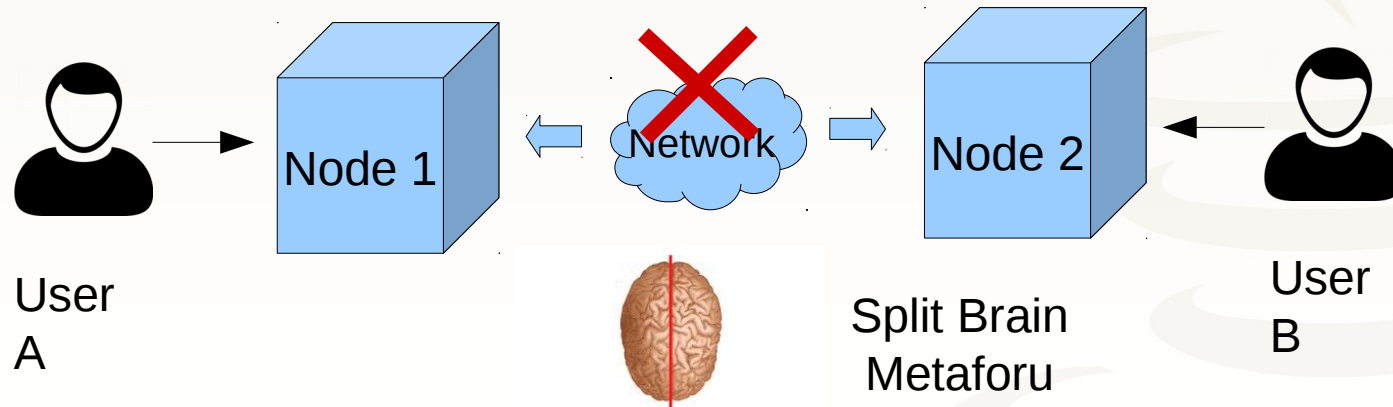 Node 1
Network
Node 2
User
A
Split Brain
Metaforu
User
B